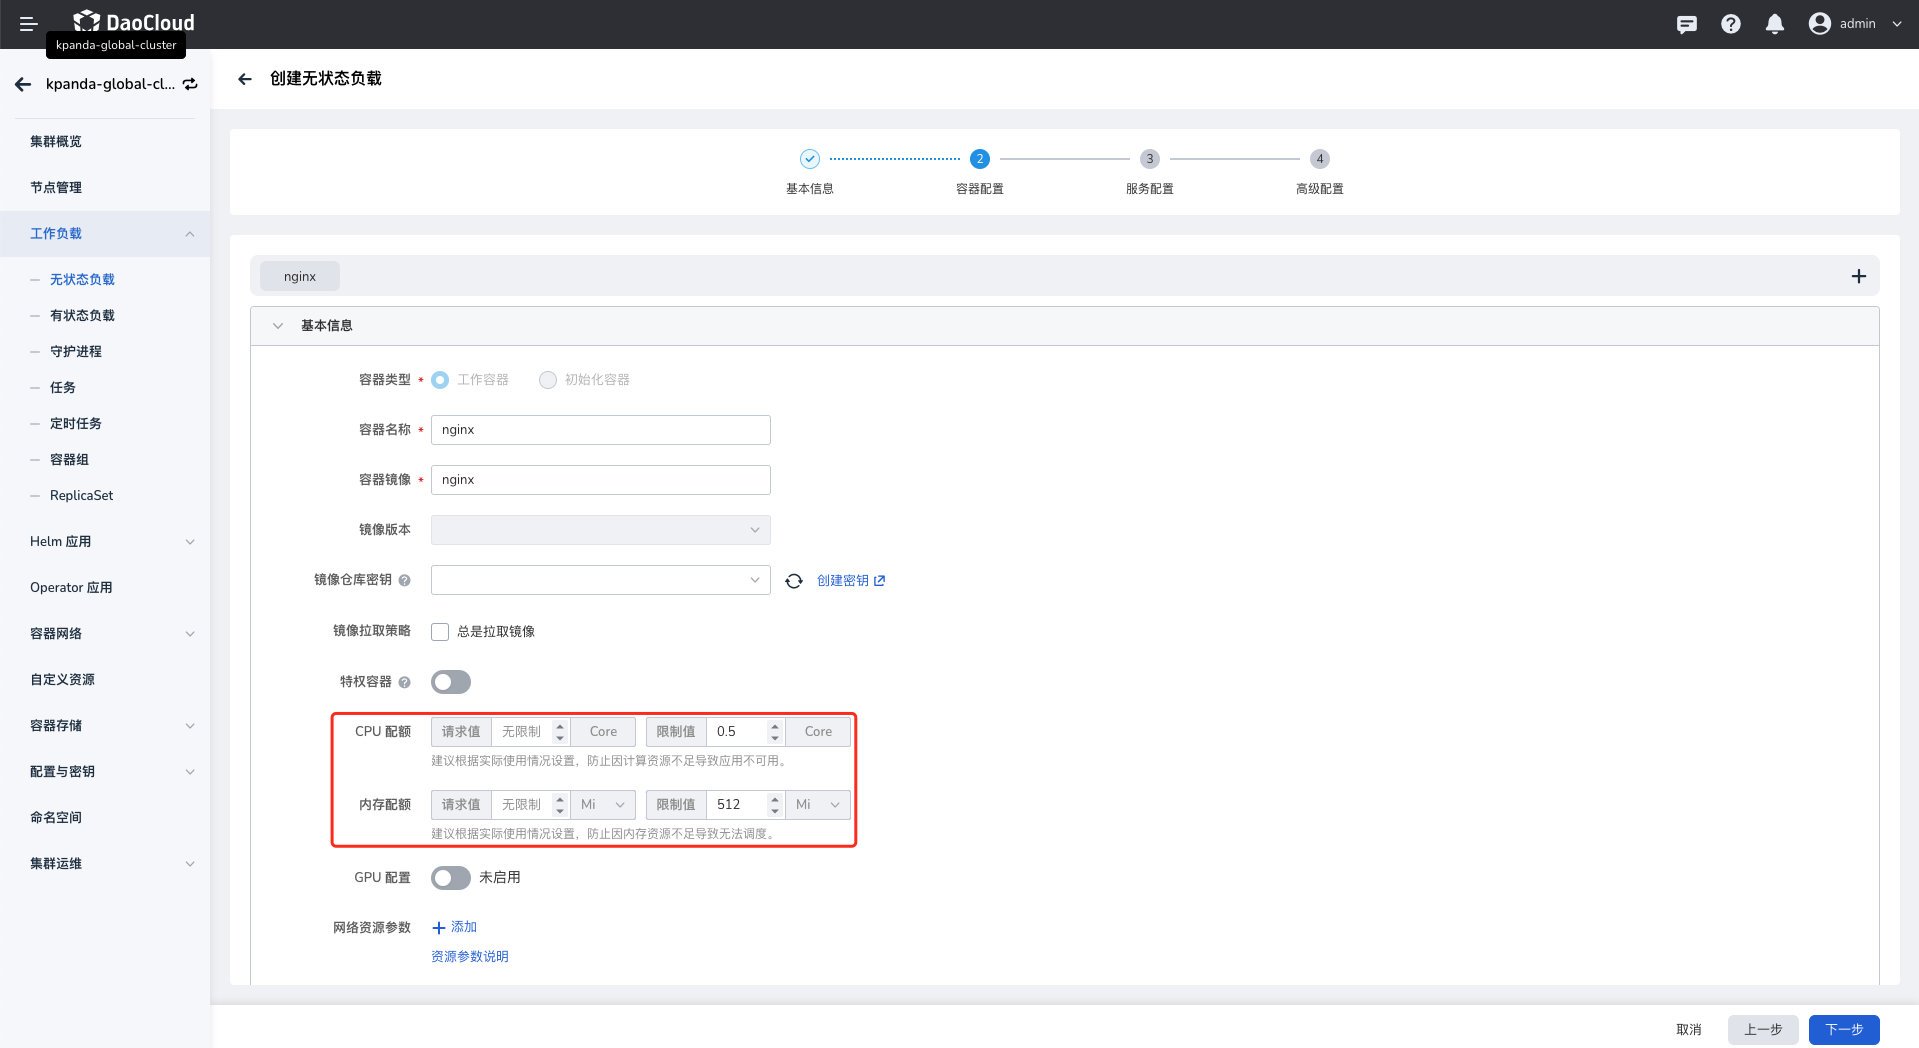 DaoCloud
admin
kpanda-global-cluster
kpanda-global-cl...
集群概览
节点管理
工作负载
无状态负载
有状态负载
守护进程
任务
定时任务
容器组
ReplicaSet
Helm 应用
Operator 应用
容器网络
自定义资源
容器存储
配置与密钥
命名空间
集群运维
创建无状态负载
2 3 4
基本信息 容器配置 服务配置 高级配置
nginx
基本信息
容器类型 * 工作容器 初始化容器
容器名称 * nginx
容器镜像 * nginx
镜像版本
镜像仓库密钥 ? 创建密钥
镜像拉取策略 总是拉取镜像
特权容器 ?
CPU 配额 请求值 无限制 Core 限制值 0.5 Core
建议根据实际使用情况设置，防止因计算资源不足导致应用不可用。
内存配额 请求值 无限制 Mi 限制值 512 Mi
建议根据实际使用情况设置，防止因内存资源不足导致无法调度。
GPU 配置 未启用
网络资源参数 + 添加
资源参数说明
取消 上一步 下一步